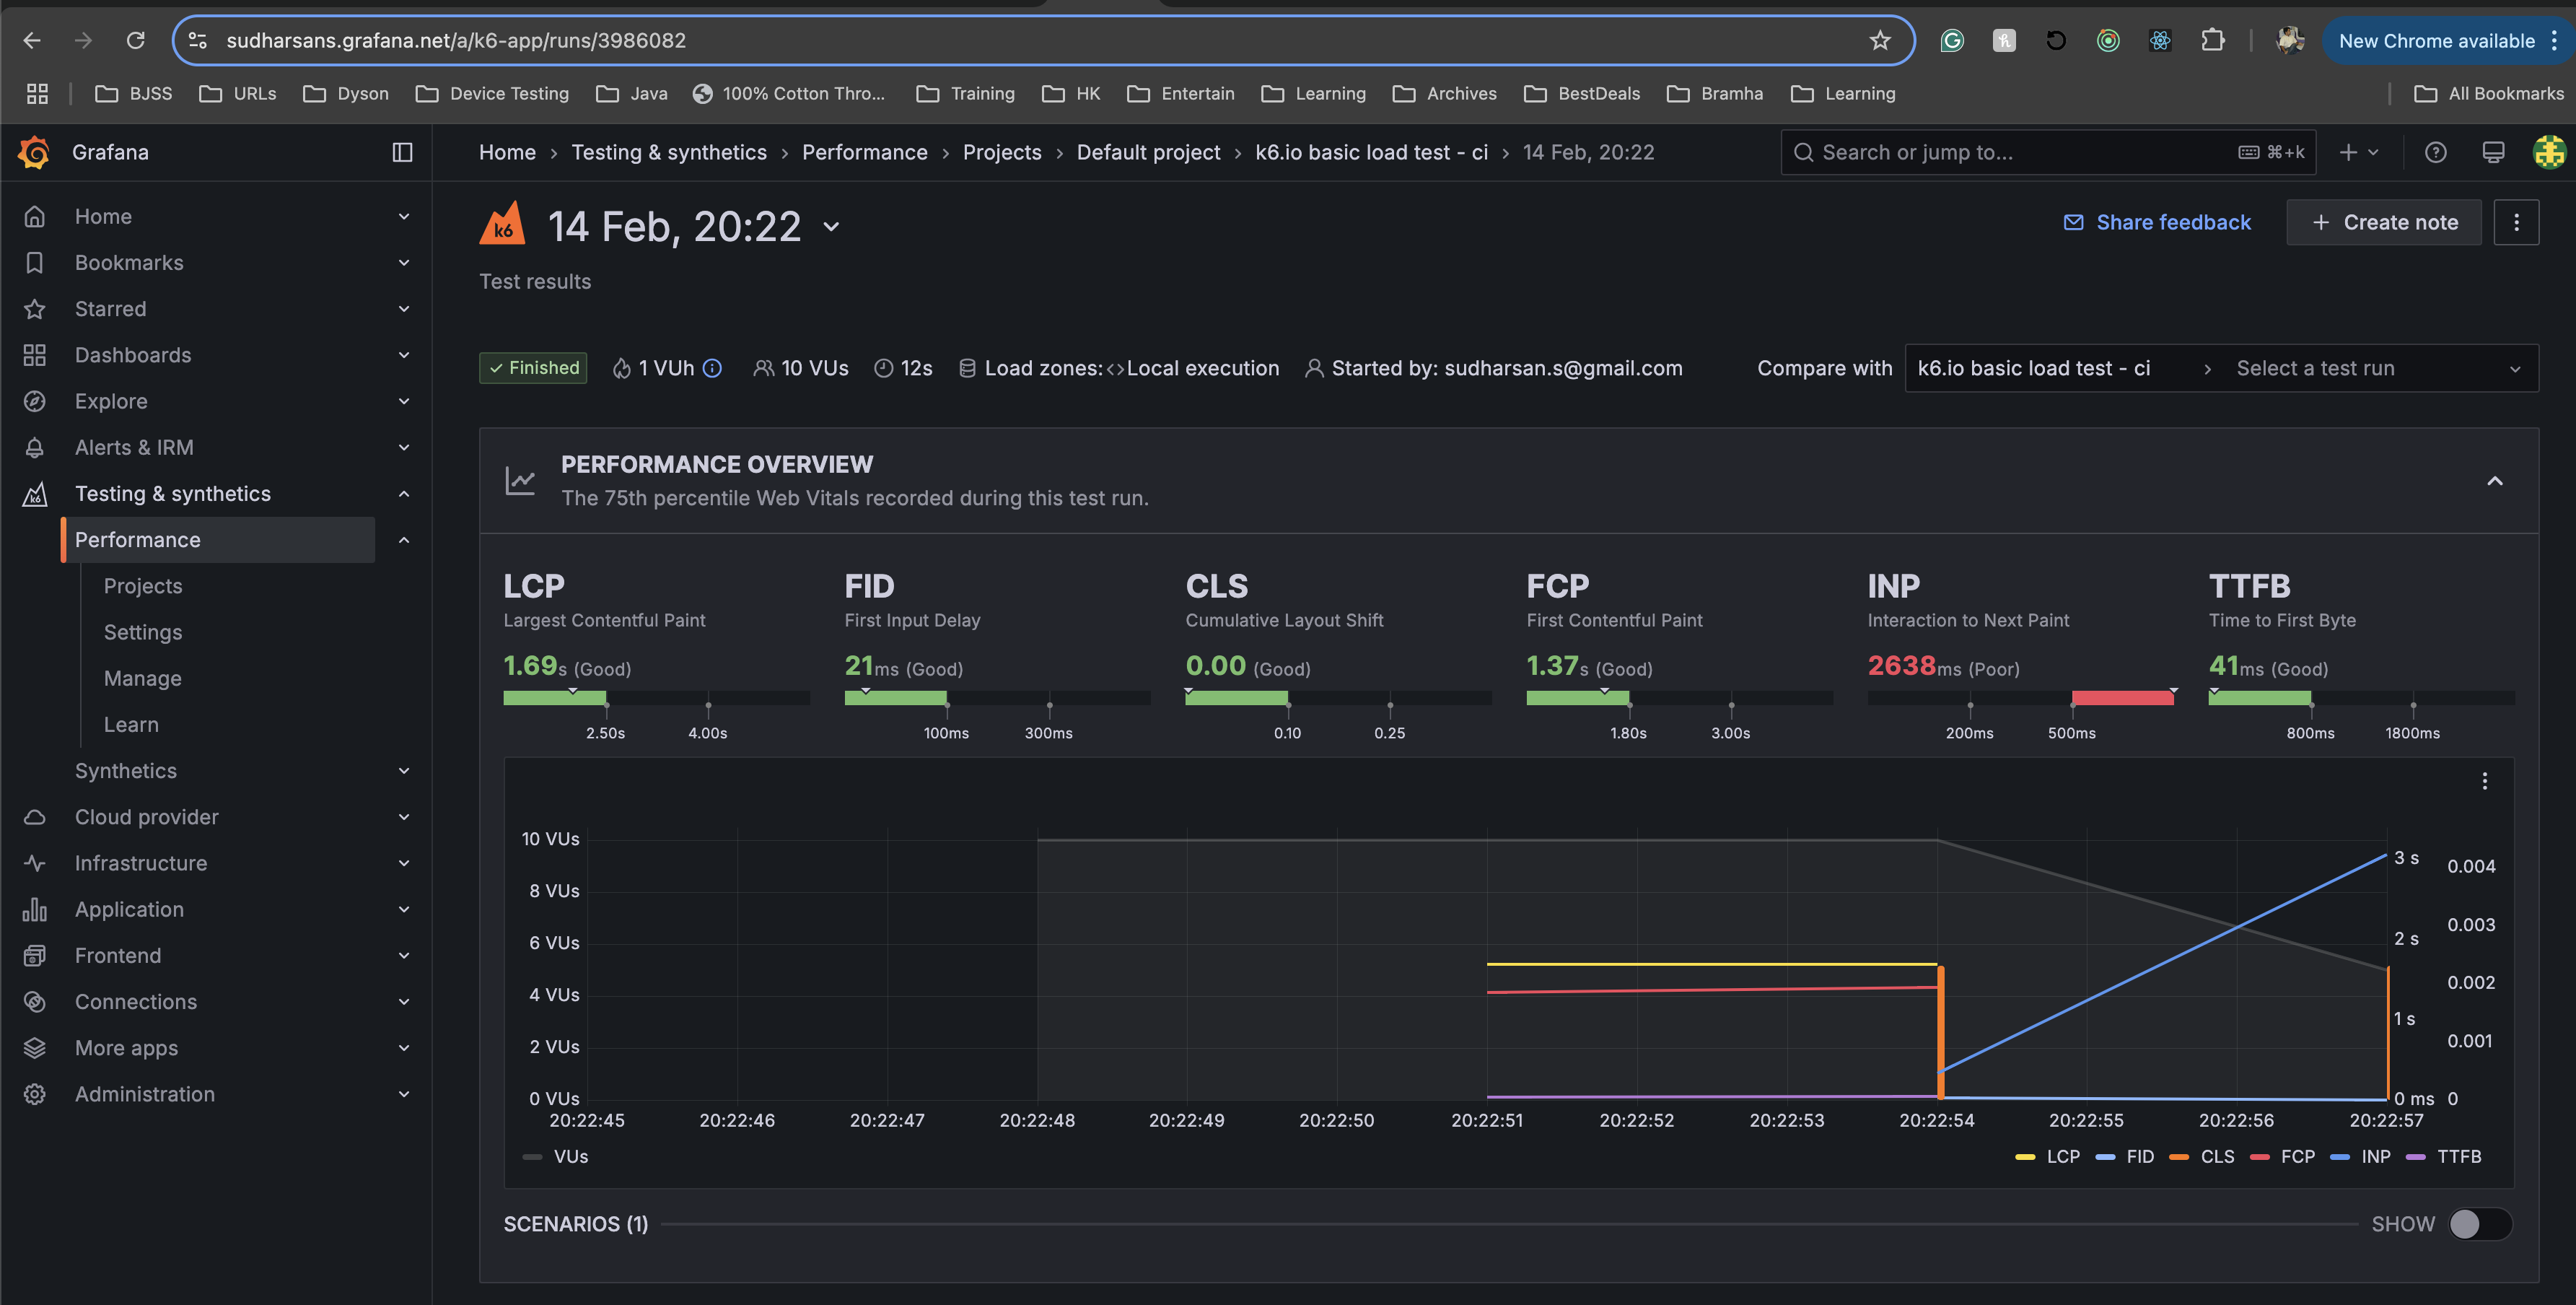 sudharsans.grafana.net/a/k6-app/runs/3986082
New Chrome available
BJSS URLs Dyson Device Testing Java 100% Cotton Thro... Training HK Entertain Learning Archives BestDeals Bramha Learning All Bookmarks
Grafana
Home › Testing & synthetics › Performance › Projects › Default project › k6.io basic load test - ci › 14 Feb, 20:22
Search or jump to... ⌘+k
Home
Bookmarks
Starred
Dashboards
Explore
Alerts & IRM
Testing & synthetics
k6
Performance
Projects
Settings
Manage
Learn
Synthetics
Cloud provider
Infrastructure
Application
Frontend
Connections
More apps
Administration
k6
14 Feb, 20:22
Share feedback
+ Create note
Test results
Finished
1 VUh
10 VUs
12s
Load zones: <>Local execution
Started by: sudharsan.s@gmail.com
Compare with
k6.io basic load test - ci › Select a test run
PERFORMANCE OVERVIEW
The 75th percentile Web Vitals recorded during this test run.
LCP
Largest Contentful Paint
1.69s (Good)
2.50s 4.00s
FID
First Input Delay
21ms (Good)
100ms 300ms
CLS
Cumulative Layout Shift
0.00 (Good)
0.10 0.25
FCP
First Contentful Paint
1.37s (Good)
1.80s 3.00s
INP
Interaction to Next Paint
2638ms (Poor)
200ms 500ms
TTFB
Time to First Byte
41ms (Good)
800ms 1800ms
10 VUs
8 VUs
6 VUs
4 VUs
2 VUs
0 VUs
3 s
2 s
1 s
0 ms
0.004
0.003
0.002
0.001
0
20:22:45 20:22:46 20:22:47 20:22:48 20:22:49 20:22:50 20:22:51 20:22:52 20:22:53 20:22:54 20:22:55 20:22:56 20:22:57
VUs
LCP FID CLS FCP INP TTFB
SCENARIOS (1)
SHOW